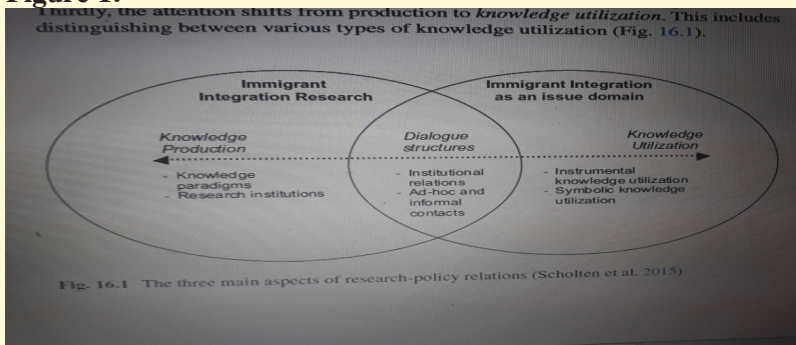 Figure 1.
Thirdly, the attention shifts from production to knowledge utilization. This includes
distinguishing between various types of knowledge utilization (Fig. 16.1).
Immigrant
Integration Research
Immigrant Integration
as an issue domain
Knowledge
Production
- Knowledge
paradigms
- Research institutions
Dialogue
structures
- Institutional
relations
- Ad-hoc and
informal
contacts
Knowledge
Utilization
- Instrumental
knowledge utilization
- Symbolic knowledge
utilization
Fig. 16.1 The three main aspects of research-policy relations (Scholten et al. 2015)